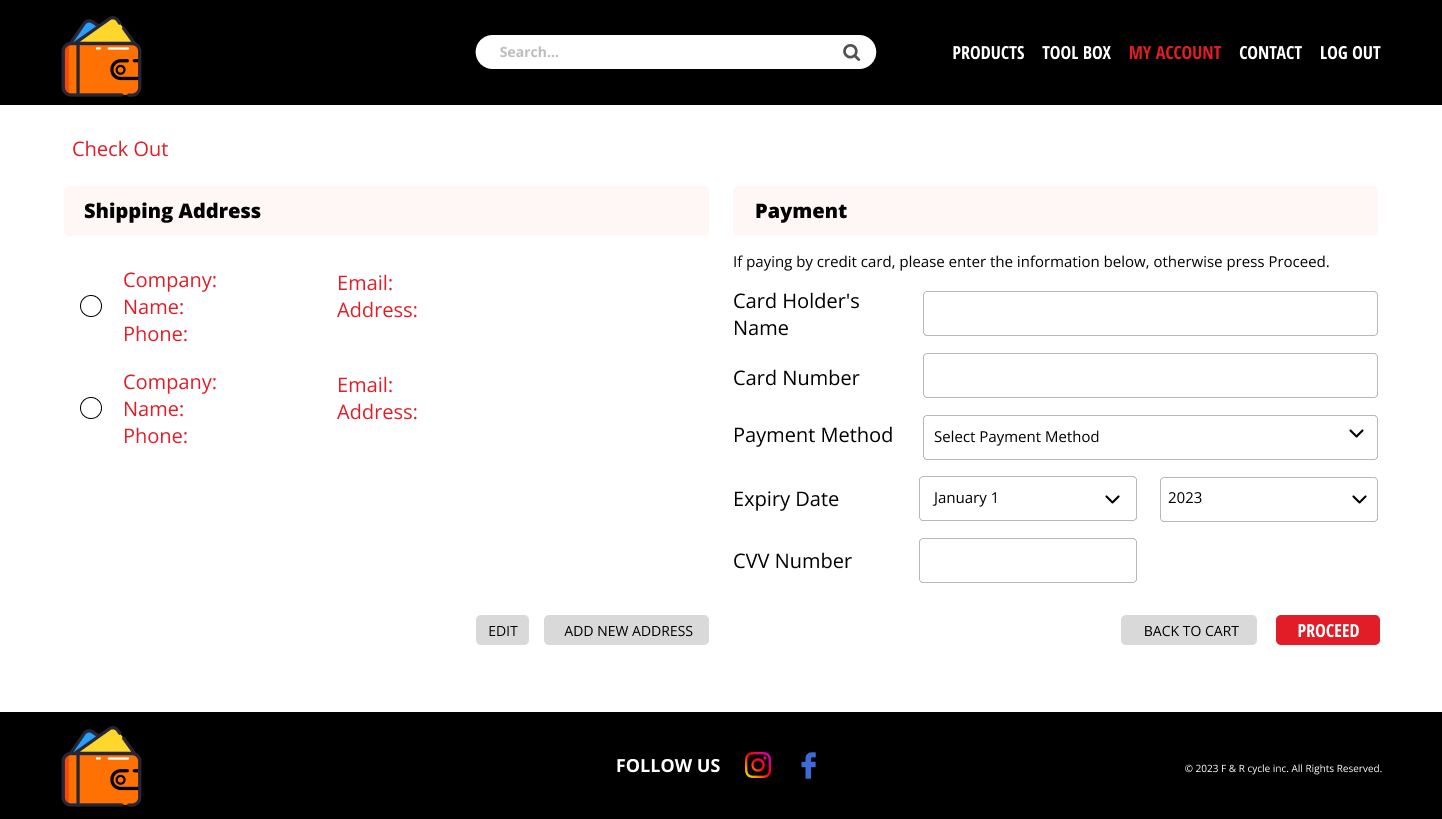 Search...
PRODUCTS TOOL BOX MY ACCOUNT CONTACT LOG OUT
Check Out
Shipping Address
Company:
Name:
Phone:
Email:
Address:
Company:
Name:
Phone:
Email:
Address:
EDIT
ADD NEW ADDRESS
Payment
If paying by credit card, please enter the information below, otherwise press Proceed.
Card Holder's
Name
Card Number
Payment Method
Select Payment Method
Expiry Date
January 1
2023
CVV Number
BACK TO CART
PROCEED
FOLLOW US
© 2023 F & R cycle inc. All Rights Reserved.